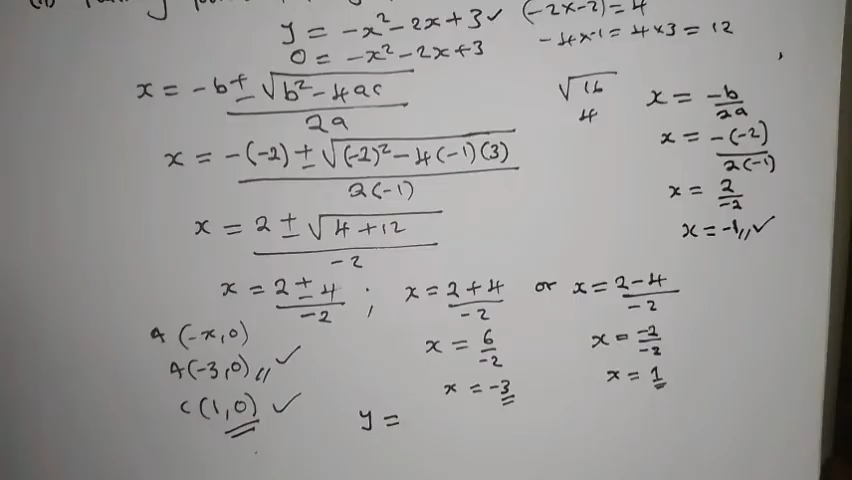 y = -x² - 2x + 3 ✓
(-2x-2) = 4
0 = -x² - 2x + 3
-4x-1 = 4x3 = 12
x = -b ± √b² - 4ac / 2a
√16
4
x = -b / 2a
x = -(-2) ± √(-2)² - 4(-1)(3) / 2(-1)
x = -(-2) / 2(-1)
x = 2 ± √4 + 12 / -2
x = 2 / -2
x = -1 ✓
x = 2 ± 4 / -2 ; x = 2 + 4 / -2 or x = 2 - 4 / -2
A (-x, 0)
x = 6 / -2
x = -2 / -2
A (-3, 0) ✓
x = -3
x = 1
C (1, 0) ✓
y =